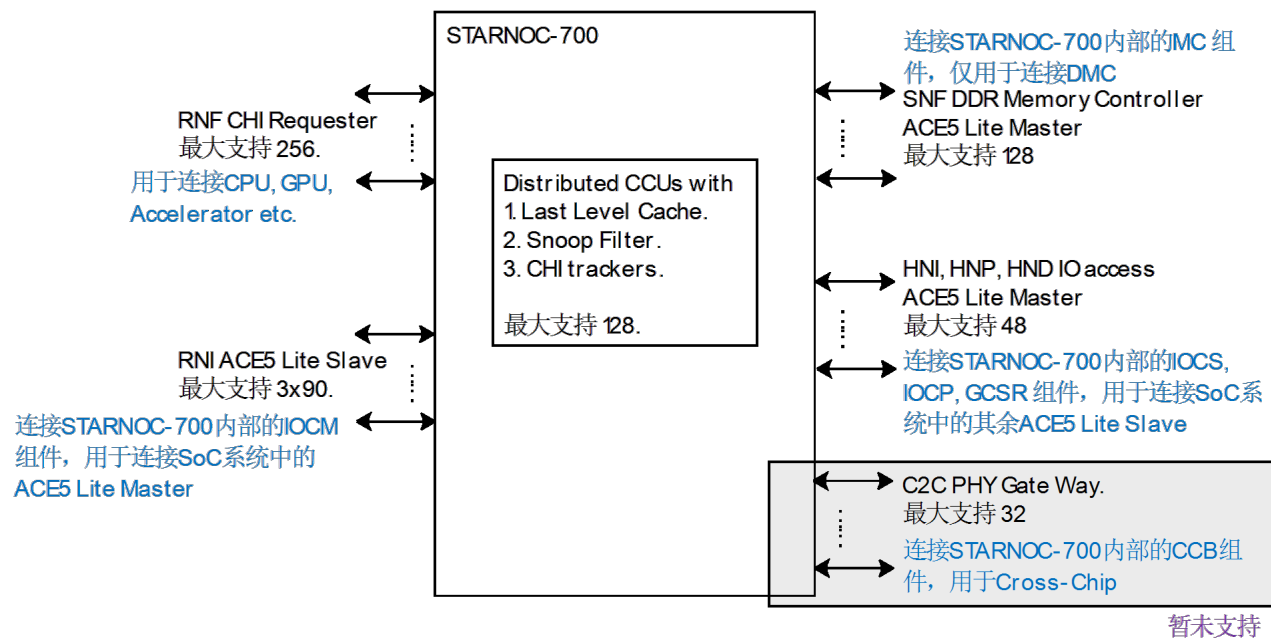 STARNOC-700
RNF CHI Requester
最大支持 256.
用于连接CPU, GPU,
Accelerator etc.
RNI ACE5 Lite Slave
最大支持 3x90.
连接STARNOC-700内部的IOCM
组件，用于连接SoC系统中的
ACE5 Lite Master
Distributed CCUs with
1. Last Level Cache.
2. Snoop Filter.
3. CHI trackers.
最大支持 128.
连接STARNOC-700内部的MC 组
件，仅用于连接DMC
SNF DDR Memory Controller
ACE5 Lite Master
最大支持 128
HNI, HNP, HND IO access
ACE5 Lite Master
最大支持 48
连接STARNOC-700内部的IOCS,
IOCP, GCSR 组件，用于连接SoC系
统中的其余ACE5 Lite Slave
C2C PHY Gate Way.
最大支持 32
连接STARNOC-700内部的CCB组
件，用于Cross-Chip
暂未支持